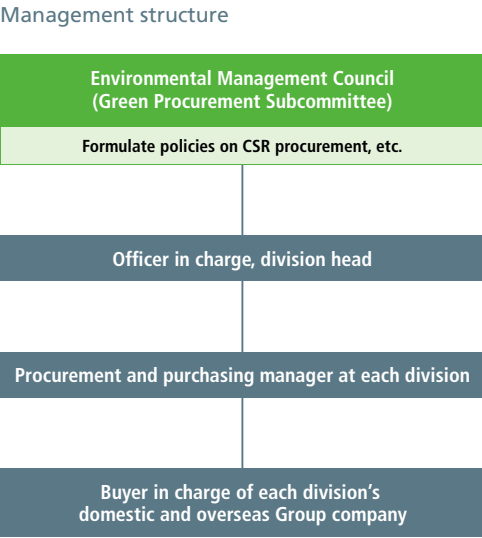 Management structure
Environmental Management Council
(Green Procurement Subcommittee)
Formulate policies on CSR procurement, etc.
Officer in charge, division head
Procurement and purchasing manager at each division
Buyer in charge of each division’s
domestic and overseas Group company